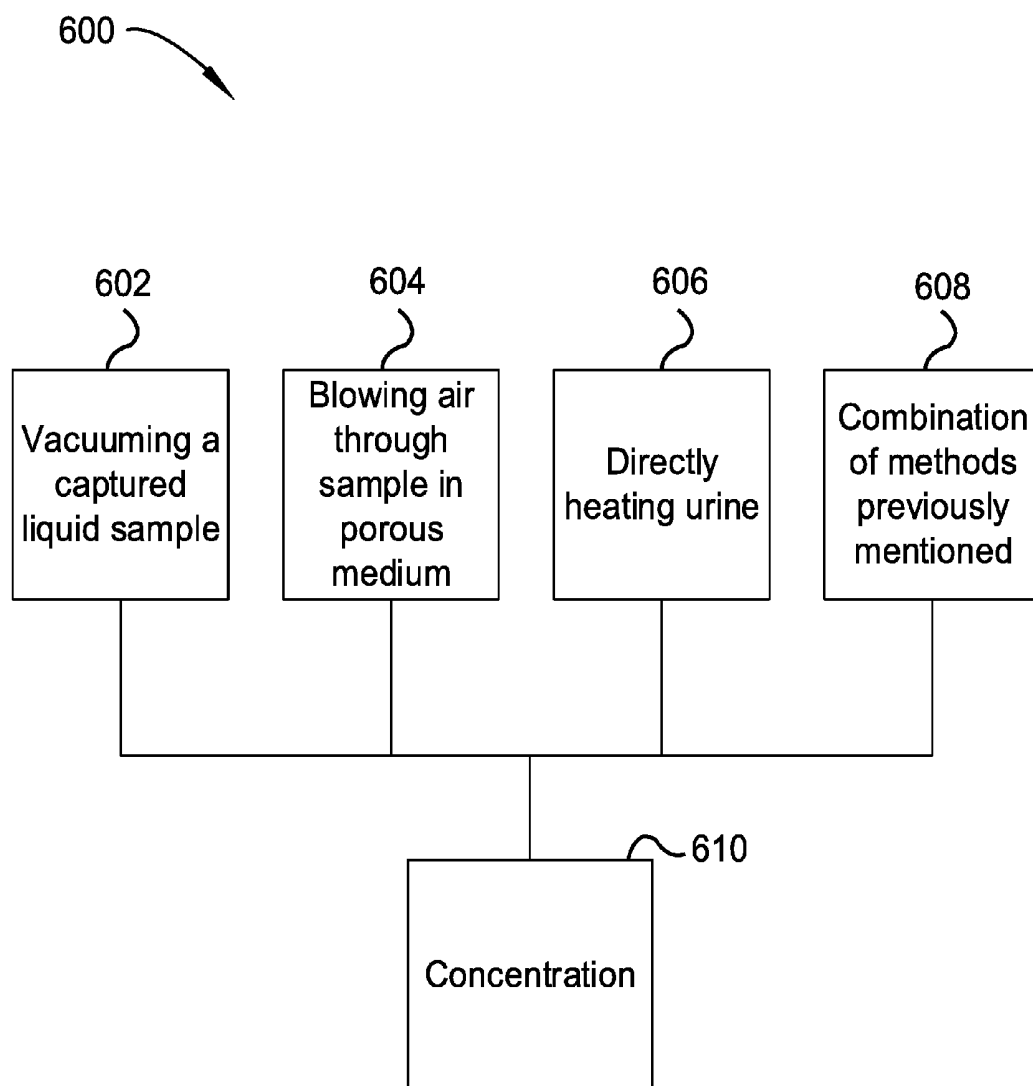 600
602
604
606
608
Vacuuming a
captured
liquid sample
Blowing air
through
sample in
porous
medium
Directly
heating urine
Combination
of methods
previously
mentioned
610
Concentration